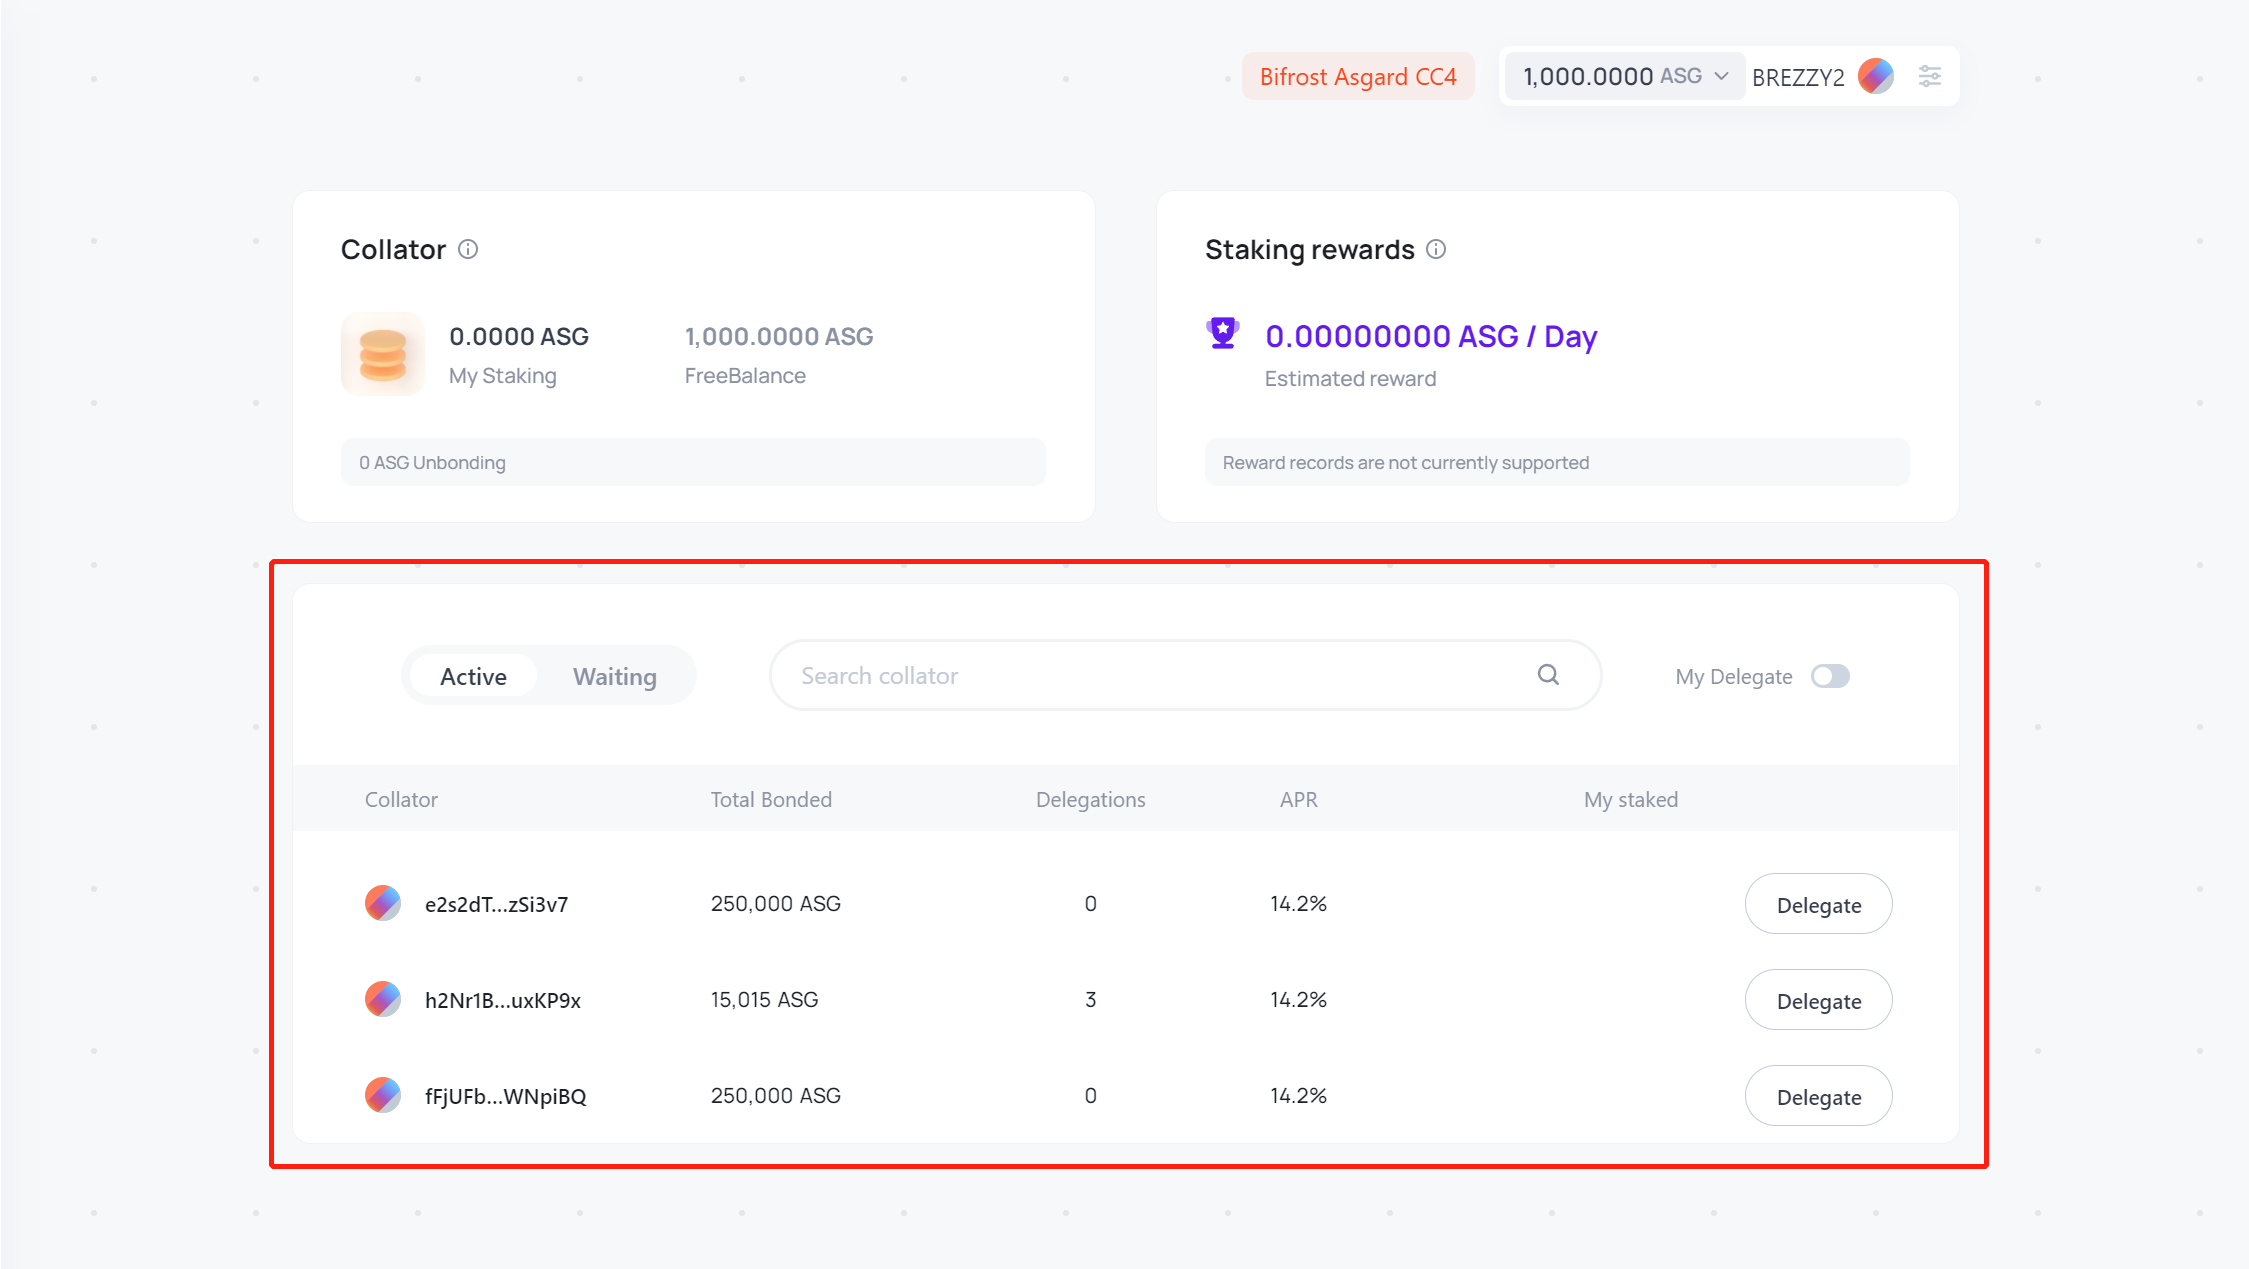 Bifrost Asgard CC4
1,000.0000 ASG
BREZZY2
Collator
0.0000 ASG
My Staking
1,000.0000 ASG
FreeBalance
0 ASG Unbonding
Staking rewards
0.00000000 ASG / Day
Estimated reward
Reward records are not currently supported
Active
Waiting
Search collator
My Delegate
Collator Total Bonded Delegations APR My staked
e2s2dT...zSi3v7 250,000 ASG 0 14.2% Delegate
h2Nr1B...uxKP9x 15,015 ASG 3 14.2% Delegate
fFjUFb...WNpiBQ 250,000 ASG 0 14.2% Delegate